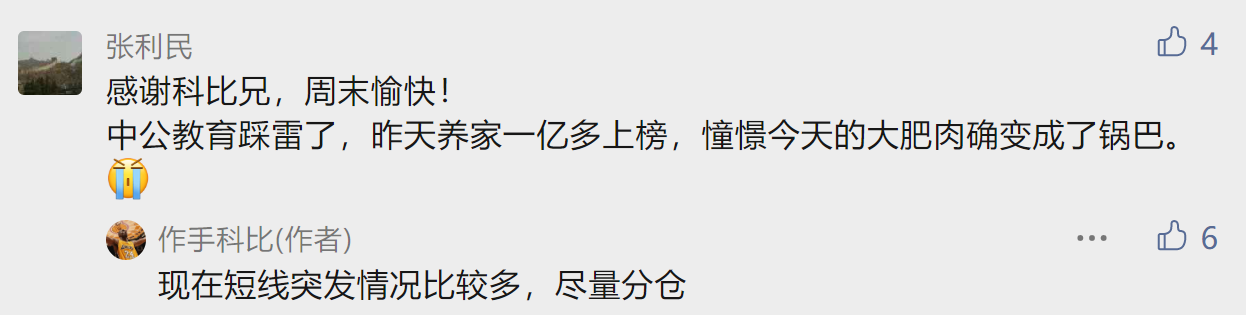 张利民
4
感谢科比兄，周末愉快！
中公教育踩雷了，昨天养家一亿多上榜，憧憬今天的大肥肉确变成了锅巴。
作手科比(作者)
6
现在短线突发情况比较多，尽量分仓